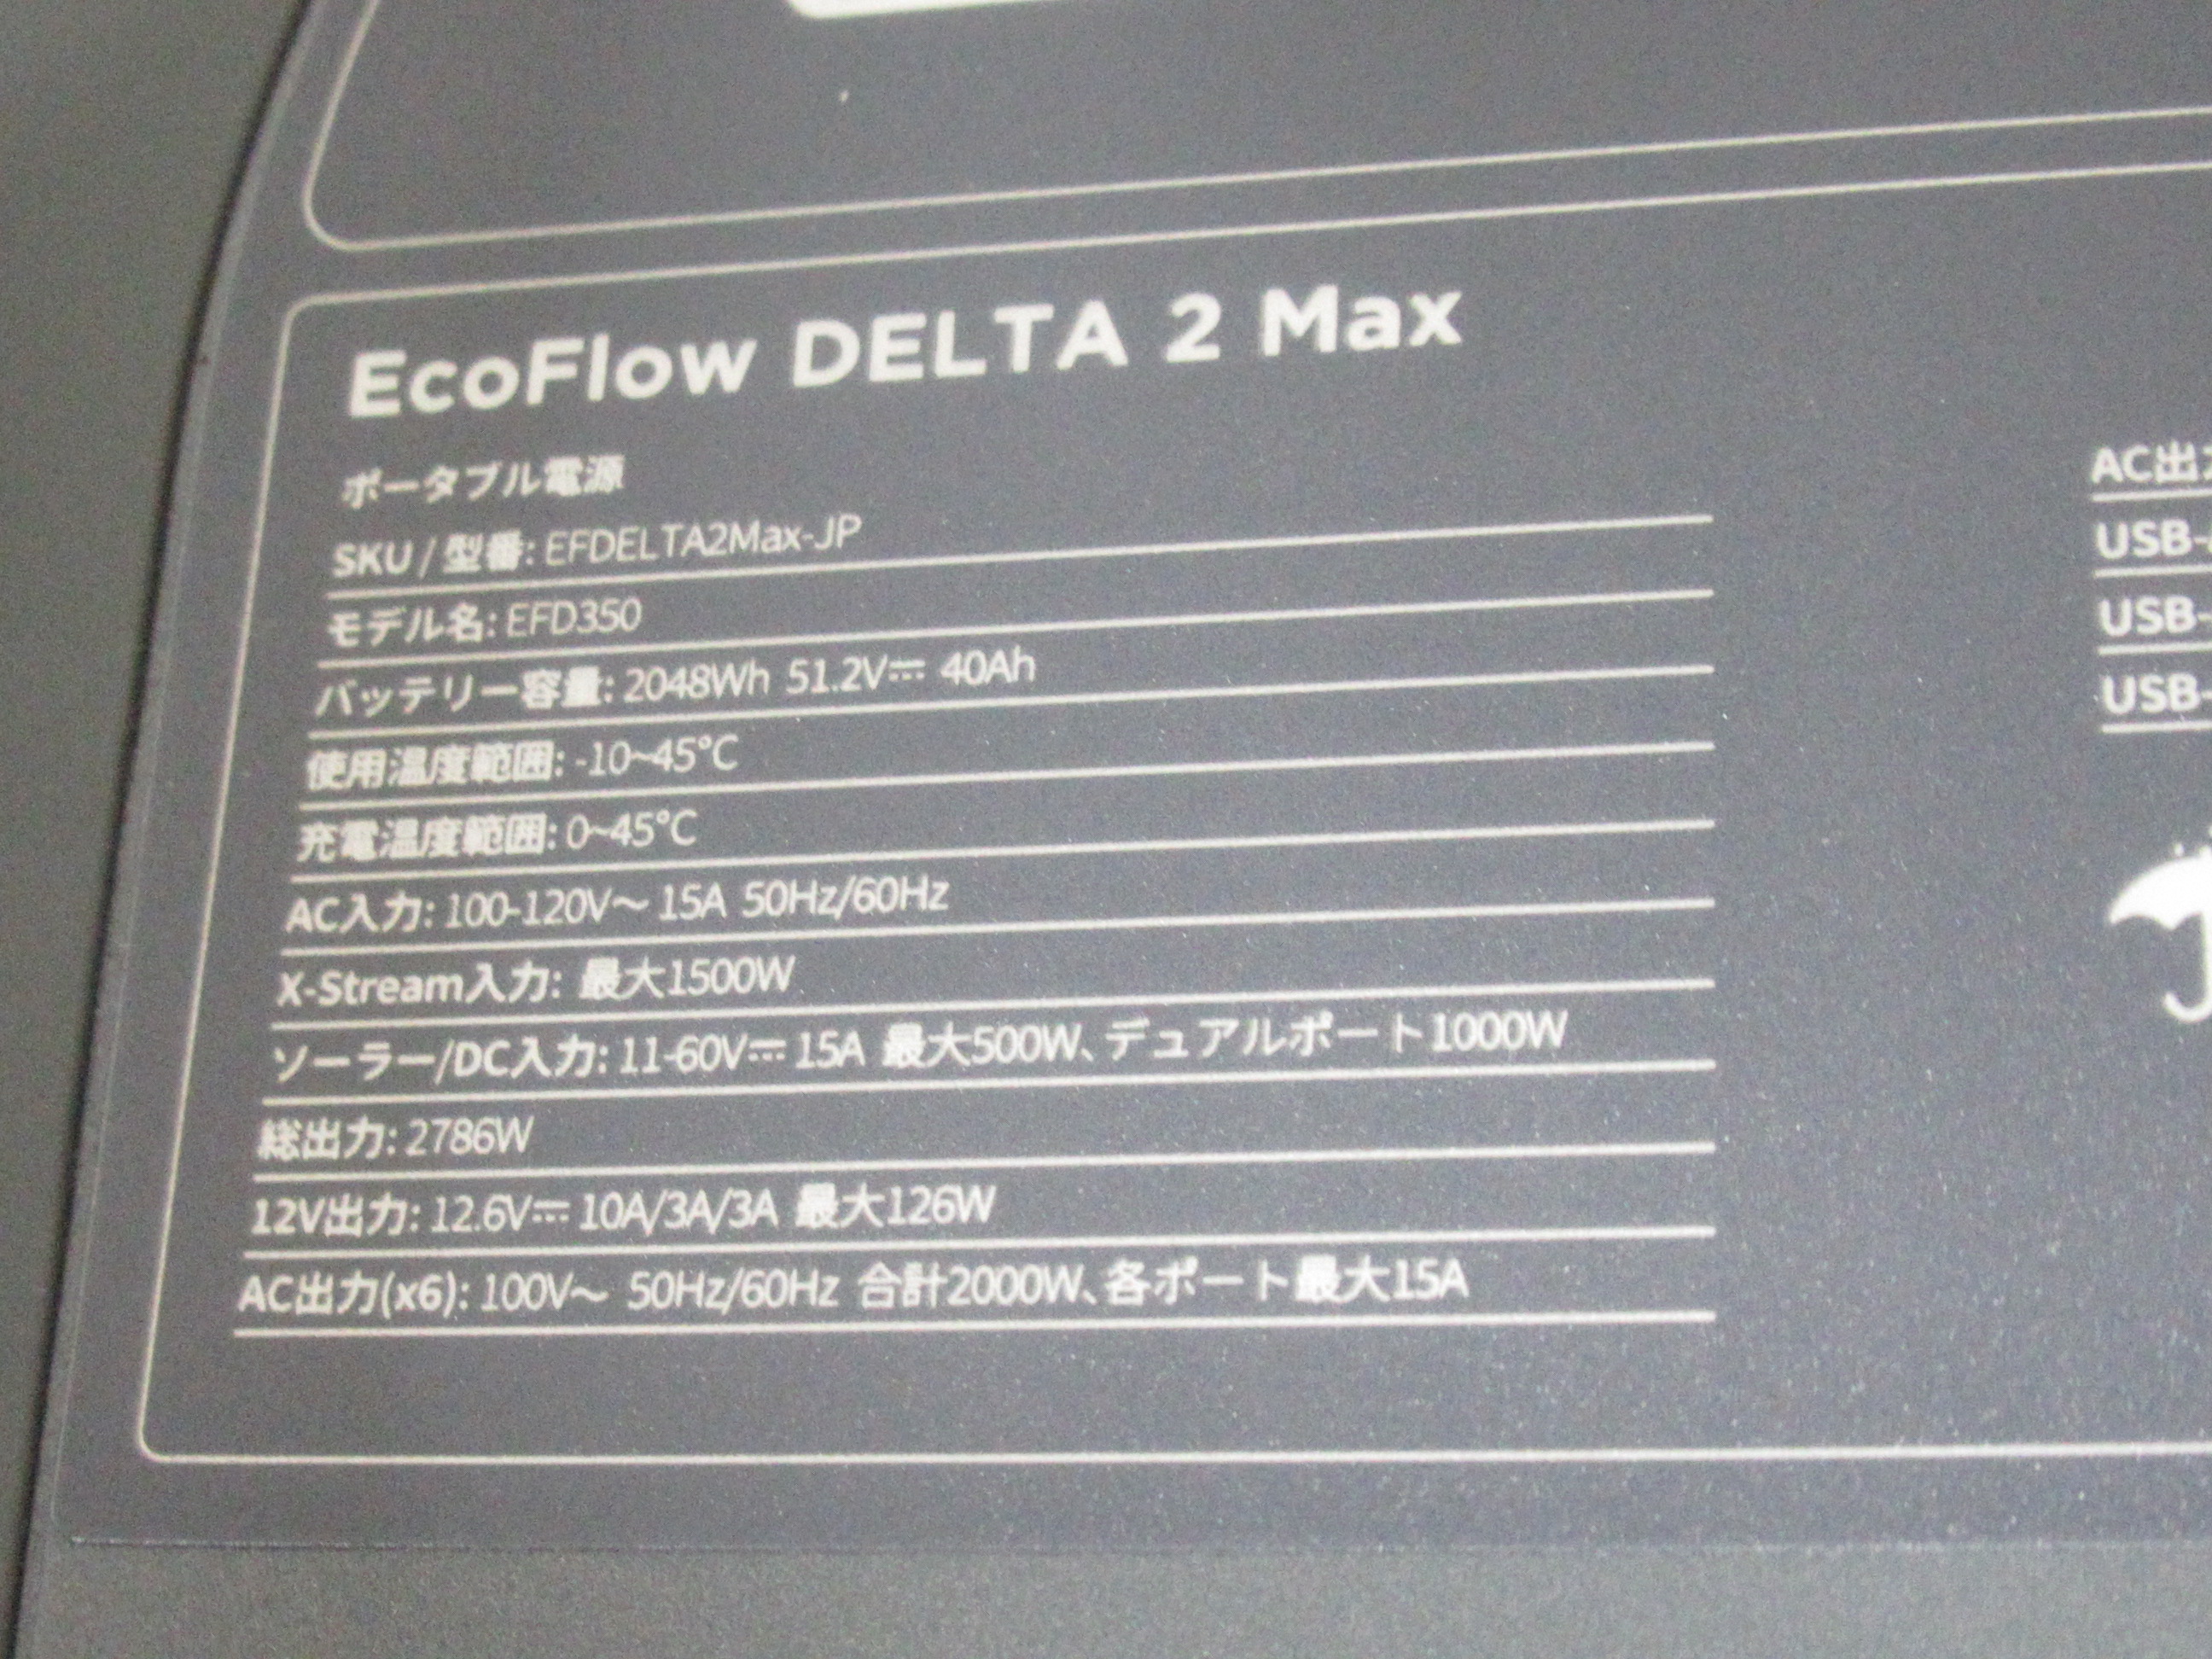 EcoFlow DELTA 2 Max
ポータブル電源
SKU / 型番: EFDELTA2Max-JP
モデル名: EFD350
バッテリー容量: 2048Wh 51.2V⎓ 40Ah
使用温度範囲: -10~45°C
充電温度範囲: 0~45°C
AC入力: 100-120V～ 15A 50Hz/60Hz
X-Stream入力: 最大1500W
ソーラー/DC入力: 11-60V⎓ 15A 最大500W、デュアルポート1000W
総出力: 2786W
12V出力: 12.6V⎓ 10A/3A/3A 最大126W
AC出力(x6): 100V～ 50Hz/60Hz 合計2000W、各ポート最大15A
AC出
USB-
USB-
USB-